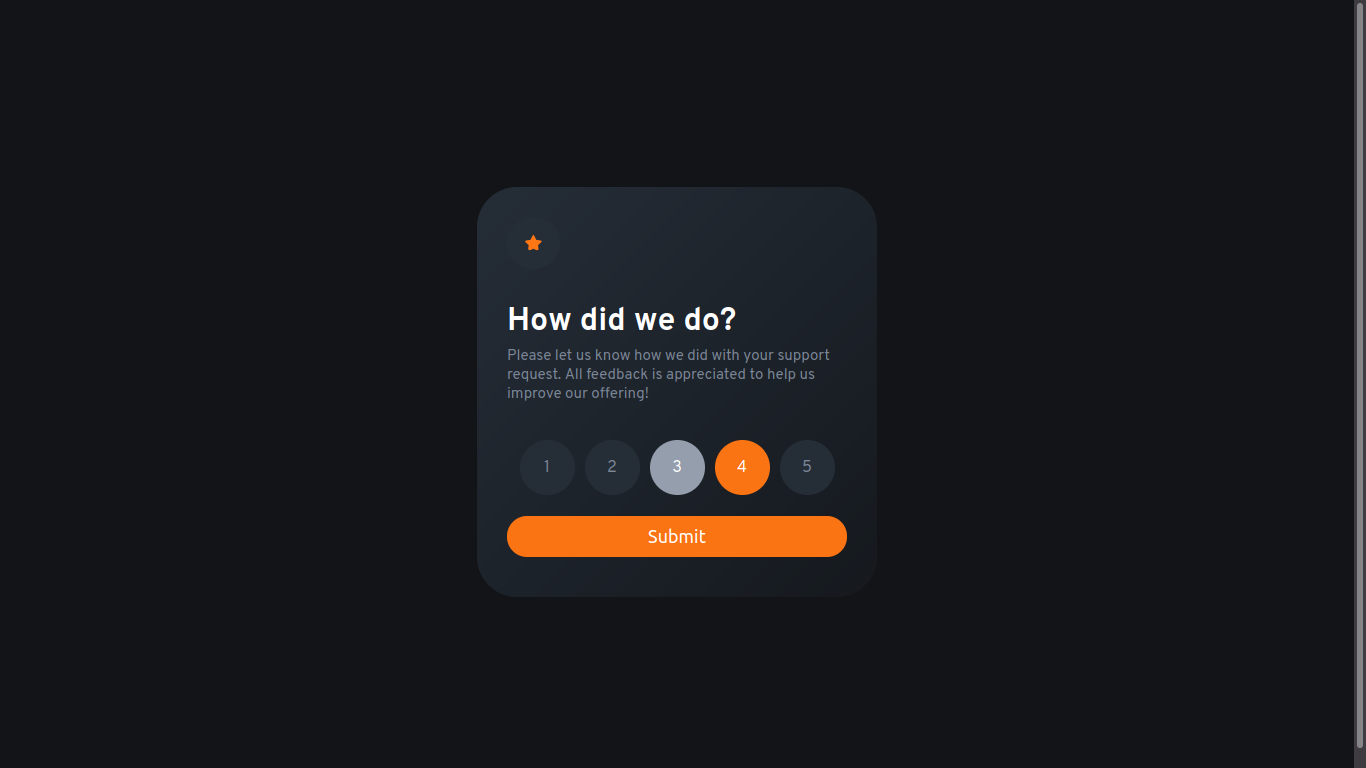 How did we do?
Please let us know how we did with your support
request. All feedback is appreciated to help us
improve our offering!
1 2 3 4 5
Submit